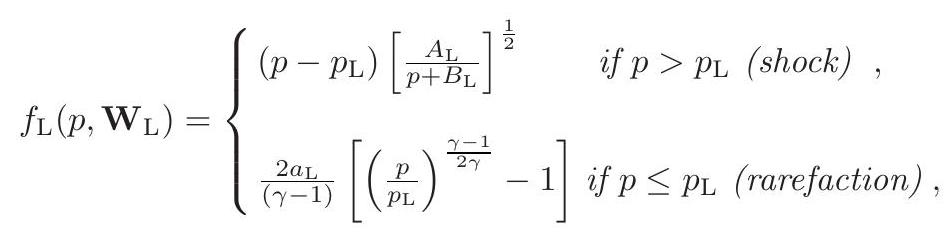 f_L(p, W_L) = { (p − p_L) [ A_L / (p+B_L) ]^{1/2} if p > p_L (shock) ,
2a_L / (γ−1) [ (p / p_L)^{(γ−1)/(2γ)} − 1 ] if p ≤ p_L (rarefaction) ,